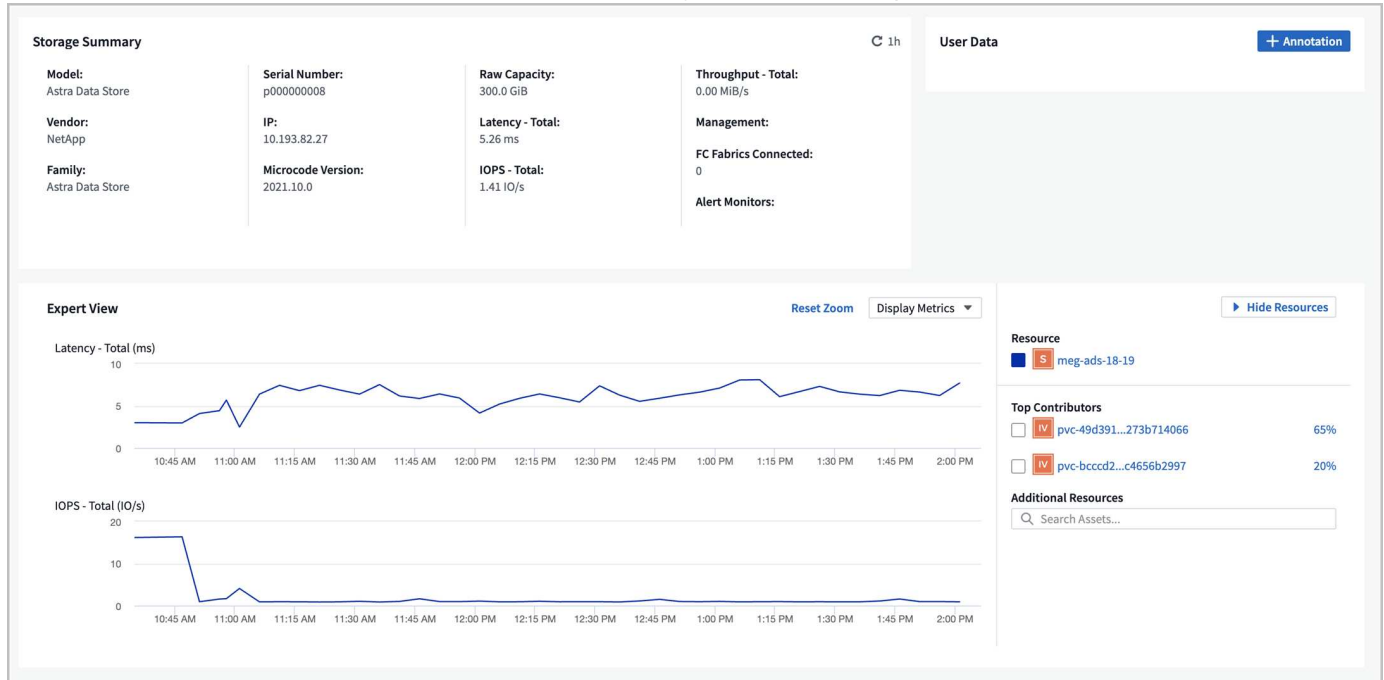 Storage Summary
1h
Model:
Astra Data Store
Vendor:
NetApp
Family:
Astra Data Store
Serial Number:
p000000008
IP:
10.193.82.27
Microcode Version:
2021.10.0
Raw Capacity:
300.0 GiB
Latency - Total:
5.26 ms
IOPS - Total:
1.41 IO/s
Throughput - Total:
0.00 MiB/s
Management:
FC Fabrics Connected:
0
Alert Monitors:
User Data
+ Annotation
Expert View
Reset Zoom
Display Metrics
Latency - Total (ms)
10
5
0
10:45 AM 11:00 AM 11:15 AM 11:30 AM 11:45 AM 12:00 PM 12:15 PM 12:30 PM 12:45 PM 1:00 PM 1:15 PM 1:30 PM 1:45 PM 2:00 PM
IOPS - Total (IO/s)
20
10
0
10:45 AM 11:00 AM 11:15 AM 11:30 AM 11:45 AM 12:00 PM 12:15 PM 12:30 PM 12:45 PM 1:00 PM 1:15 PM 1:30 PM 1:45 PM 2:00 PM
Hide Resources
Resource
S meg-ads-18-19
Top Contributors
IV pvc-49d391...273b714066 65%
IV pvc-bcccd2...c4656b2997 20%
Additional Resources
Search Assets...